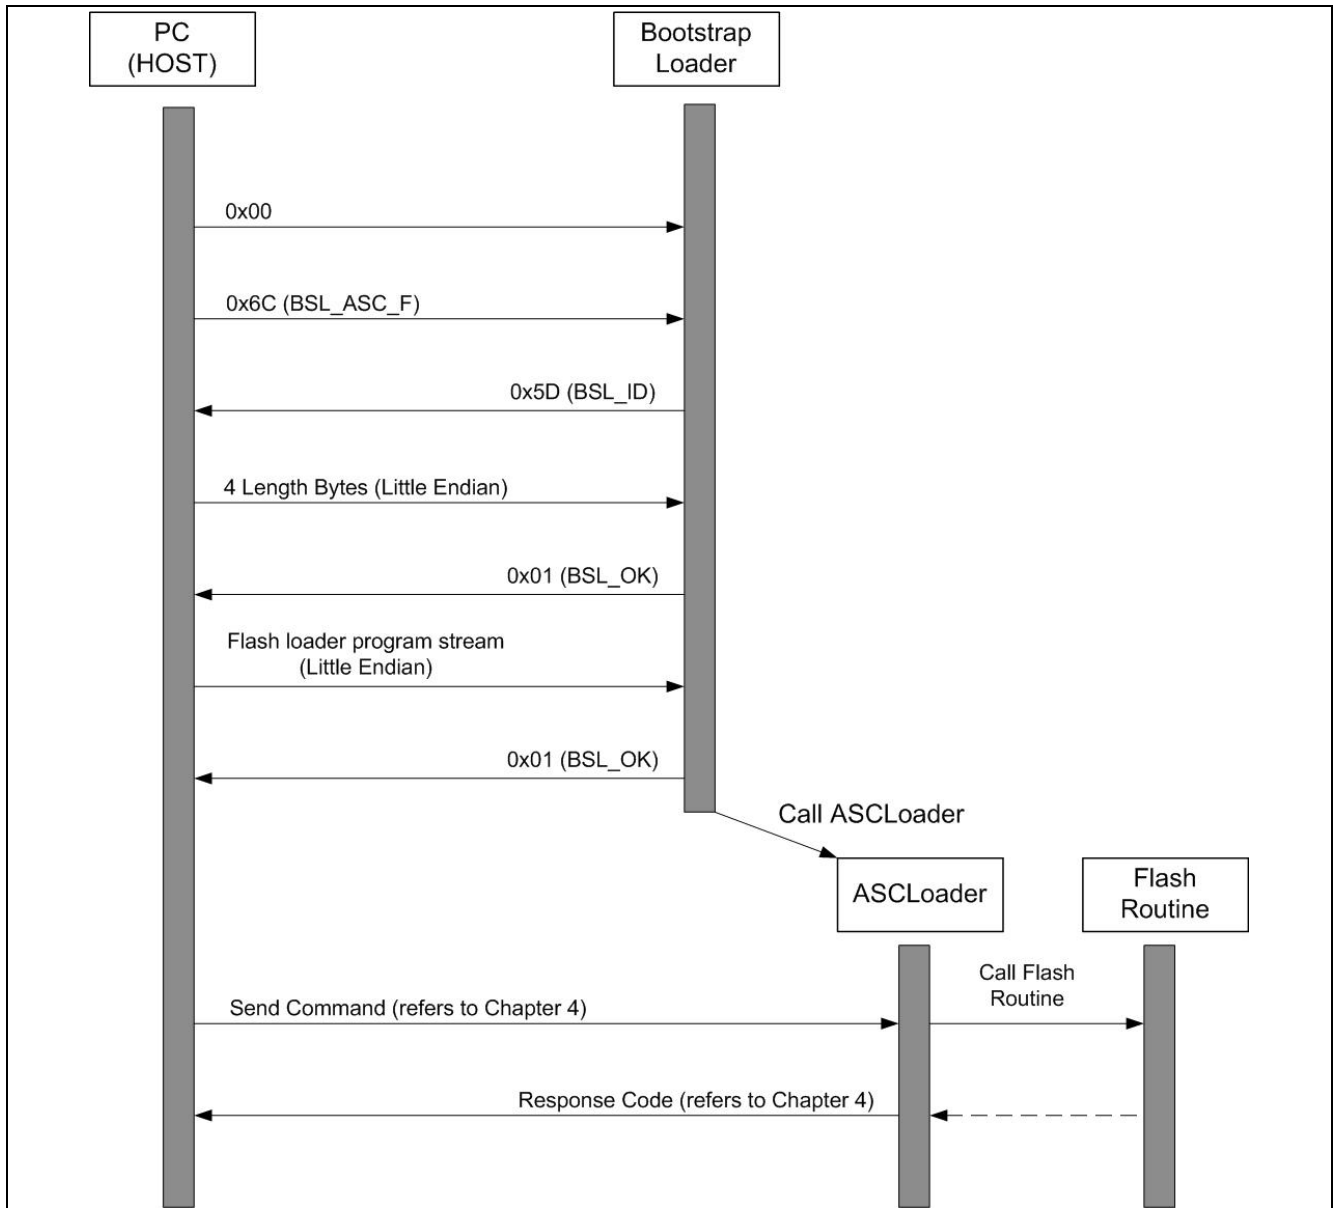 PC
(HOST)
Bootstrap
Loader
0x00
0x6C (BSL_ASC_F)
0x5D (BSL_ID)
4 Length Bytes (Little Endian)
0x01 (BSL_OK)
Flash loader program stream
(Little Endian)
0x01 (BSL_OK)
Call ASCLoader
ASCLoader
Flash
Routine
Call Flash
Routine
Send Command (refers to Chapter 4)
Response Code (refers to Chapter 4)